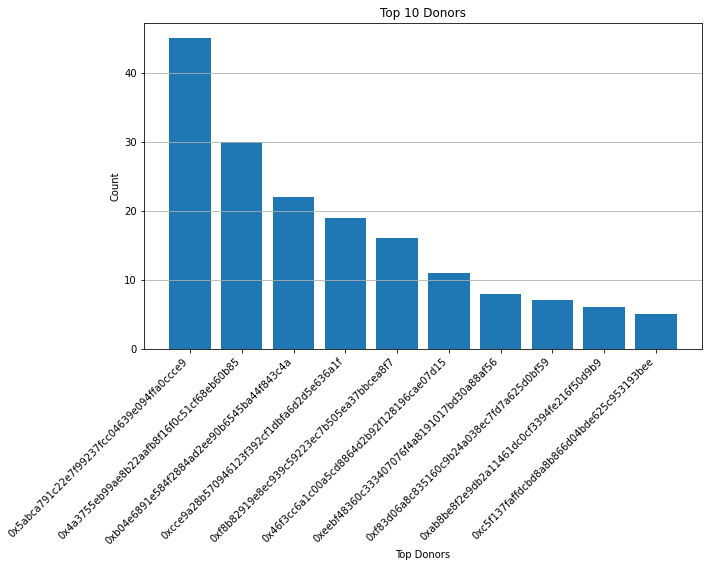 Top 10 Donors
Count
40
30
20
10
0
0x5abca791c22e7f99237fcc04639e094ffa0ccce9
0x4a3755eb99ae8b22aafb8f16f0c51cf68eb60b85
0xb04e6891e584f2884ad2ee90b6545ba44f843c4a
0xcce9a28b570946123f392cf1dbfa6d2d5e636a1f
0xf8b82919e8ec939c59223ec7b505ea37bbcea8f7
0x46f3cc6a1c00a5cd8864d2b92f128196cae07d15
0xeebf48360c333407076f4a8191017bd30a88af56
0xf83d06a8c835160c9b24a038ec7fd7a625d0bf59
0xab8be8f2e9db2a11461dc0cf3394fe216f50d9b9
0xc5f137faffdcbd8a8b866d04bde625c953193bee
Top Donors